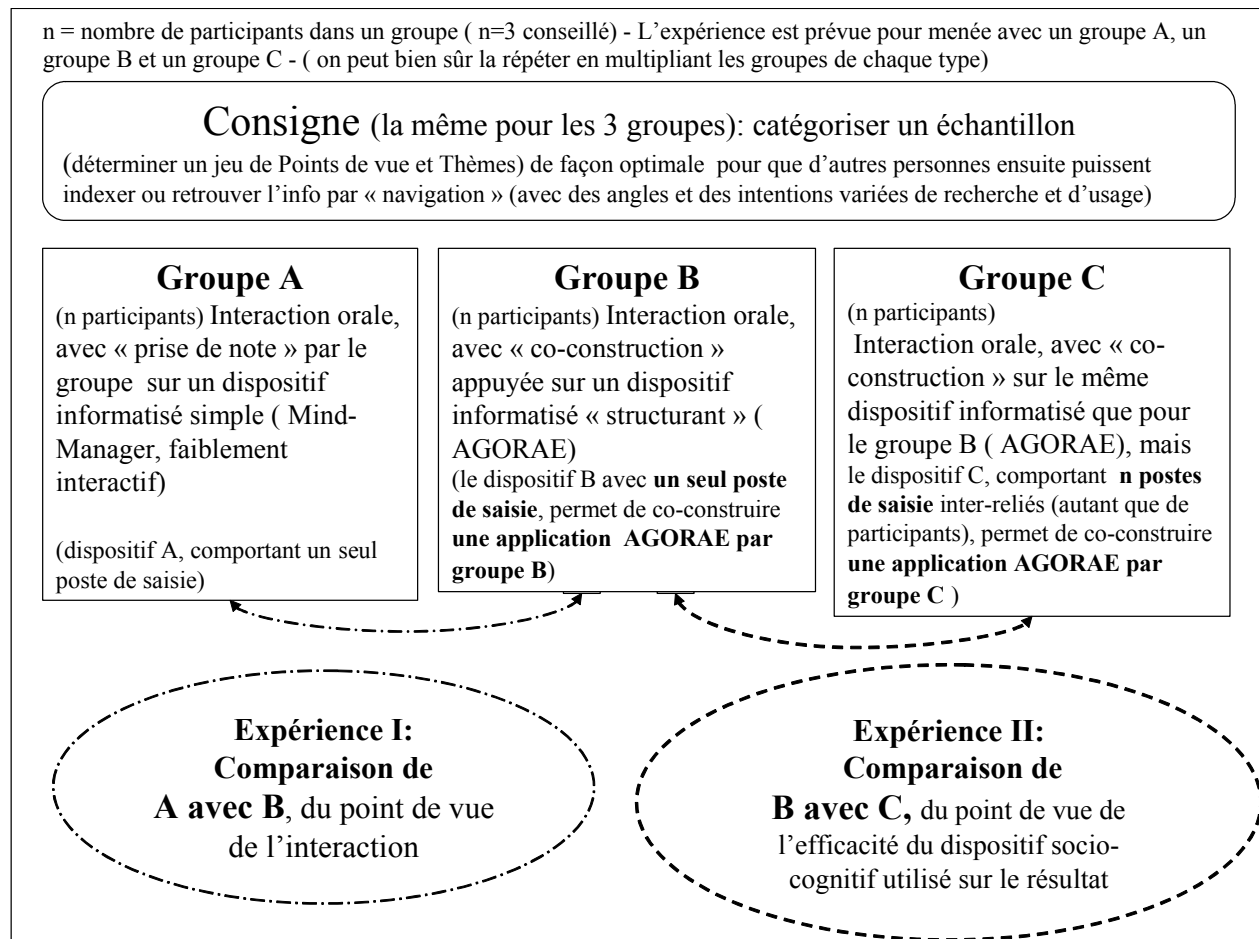 n = nombre de participants dans un groupe ( n=3 conseillé) - L’expérience est prévue pour menée avec un groupe A, un
groupe B et un groupe C - ( on peut bien sûr la répéter en multipliant les groupes de chaque type)
Consigne (la même pour les 3 groupes): catégoriser un échantillon
(déterminer un jeu de Points de vue et Thèmes) de façon optimale  pour que d’autres personnes ensuite puissent
indexer ou retrouver l’info par « navigation » (avec des angles et des intentions variées de recherche et d’usage)
Groupe A
(n participants) Interaction orale,
avec « prise de note » par le
groupe  sur un dispositif
informatisé simple ( Mind-
Manager, faiblement
interactif)
(dispositif A, comportant un seul
poste de saisie)
Groupe B
(n participants) Interaction orale,
avec « co-construction »
appuyée sur un dispositif
informatisé « structurant » (
AGORAE)
(le dispositif B avec un seul poste
de saisie, permet de co-construire
une application  AGORAE par
groupe B)
Groupe C
(n participants)
Interaction orale, avec « co-
construction » sur le même
dispositif informatisé que pour
le groupe B ( AGORAE), mais
le dispositif C, comportant  n postes
de saisie inter-reliés (autant que de
participants), permet de co-construire
une application AGORAE par
groupe C )
Expérience I:
Comparaison de
A avec B, du point de vue
de l’interaction
Expérience II:
Comparaison de
B avec C, du point de vue de
l’efficacité du dispositif socio-
cognitif utilisé sur le résultat